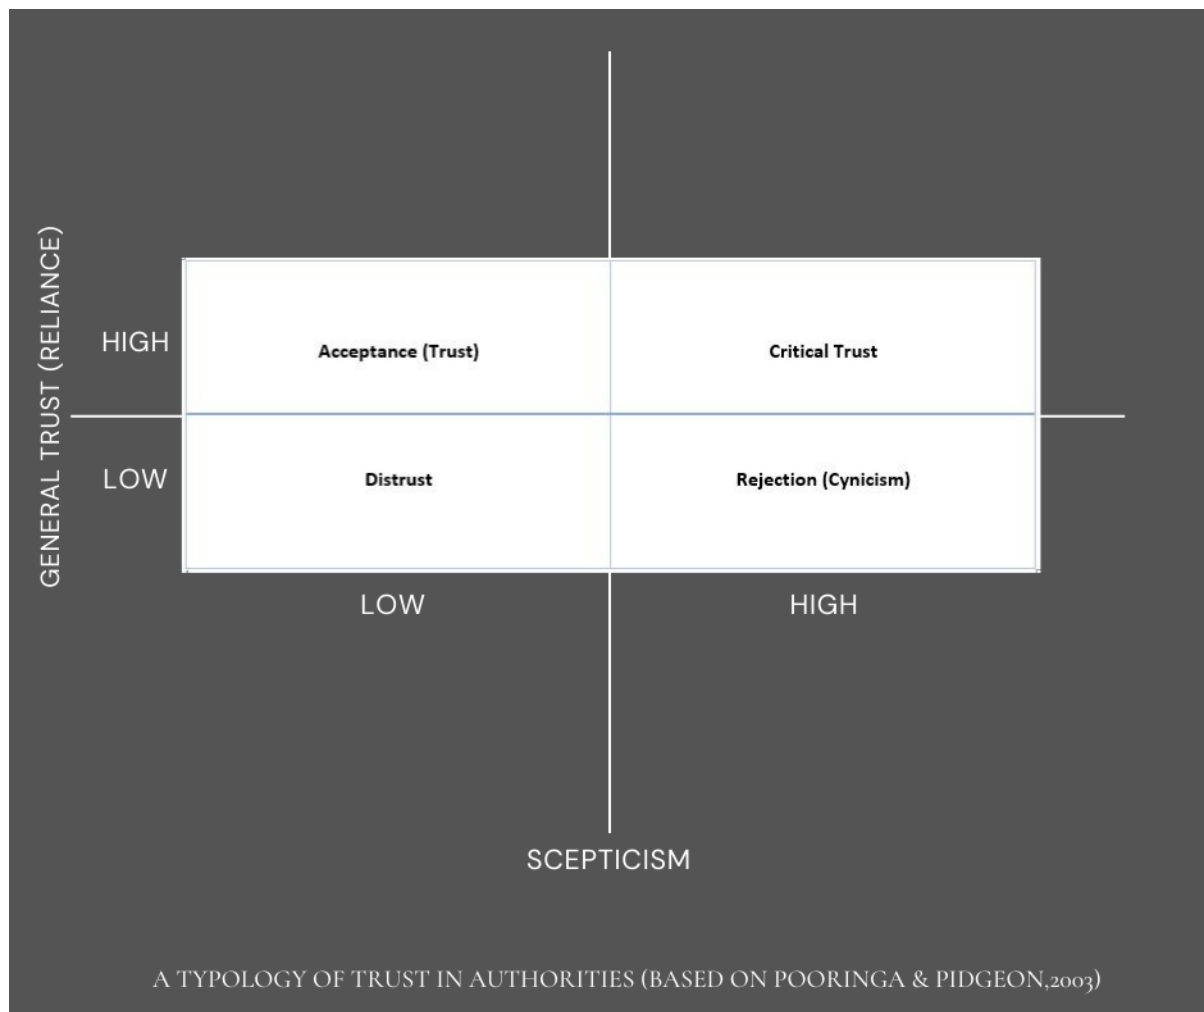 GENERAL TRUST (RELIANCE)
HIGH
Acceptance (Trust)
Critical Trust
LOW
Distrust
Rejection (Cynicism)
LOW
HIGH
SCEPTICISM
A TYPOLOGY OF TRUST IN AUTHORITIES (BASED ON POORINGA & PIDGEON,2003)